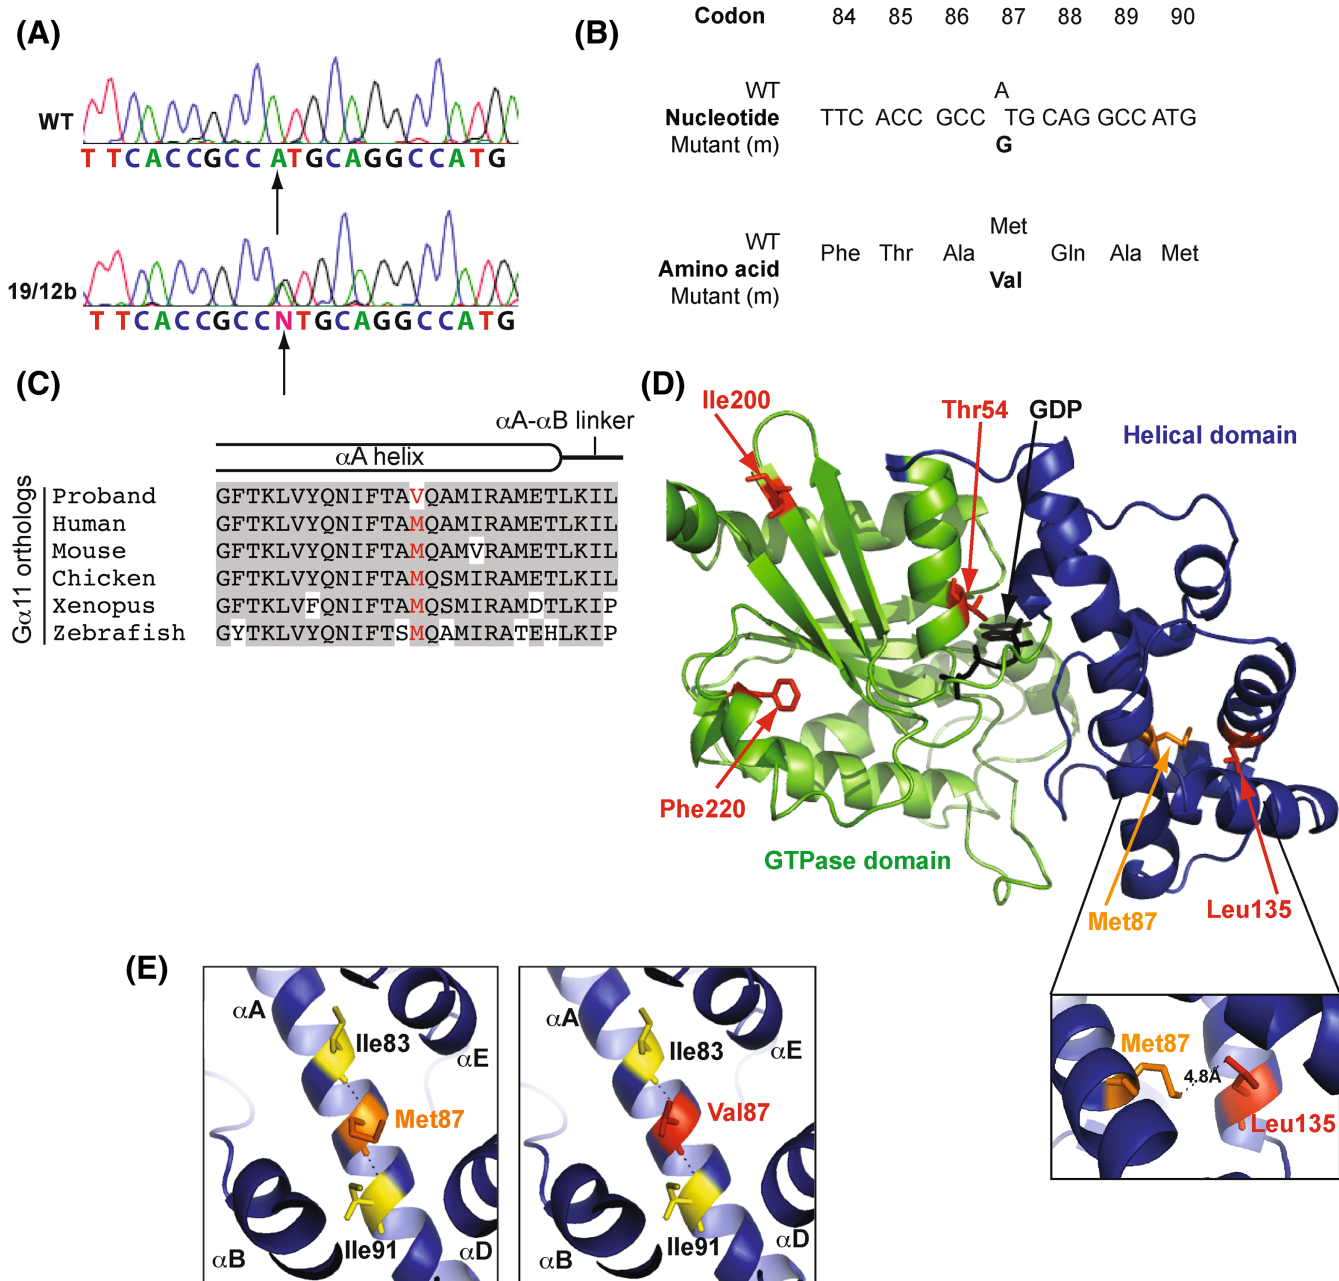 (A)
WT
T TCACCGCC ATGCAGGCCATG
19/12b
T TCACCGCCNTGCAGGCCATG
(B)
Codon 84 85 86 87 88 89 90
WT A
Nucleotide TTC ACC GCC TG CAG GCC ATG
Mutant (m) G
Met
WT
Phe Thr Ala Gln Ala Met
Amino acid
Val
Mutant (m)
(C)
αA-αB linker
αA helix
Gα11 orthologs
Proband GFTKLVYQNIFTAVQAMIRAMETLKIL
Human GFTKLVYQNIFTAMQAMIRAMETLKIL
Mouse GFTKLVYQNIFTAMQAMVRAMETLKIL
Chicken GFTKLVYQNIFTAMQSMIRAMETLKIL
Xenopus GFTKLVFQNIFTAMQSMIRAMDTLKIP
Zebrafish GYTKLVYQNIFTSMQAMIRATEHLKIP
(D)
Ile200
Thr54
GDP
Helical domain
Phe220
GTPase domain
Met87
Leu135
Met87
4.8Å
Leu135
(E)
αA
Ile83
αE
Met87
αB
Ile91
αD
αA
Ile83
αE
Val87
αB
Ile91
αD